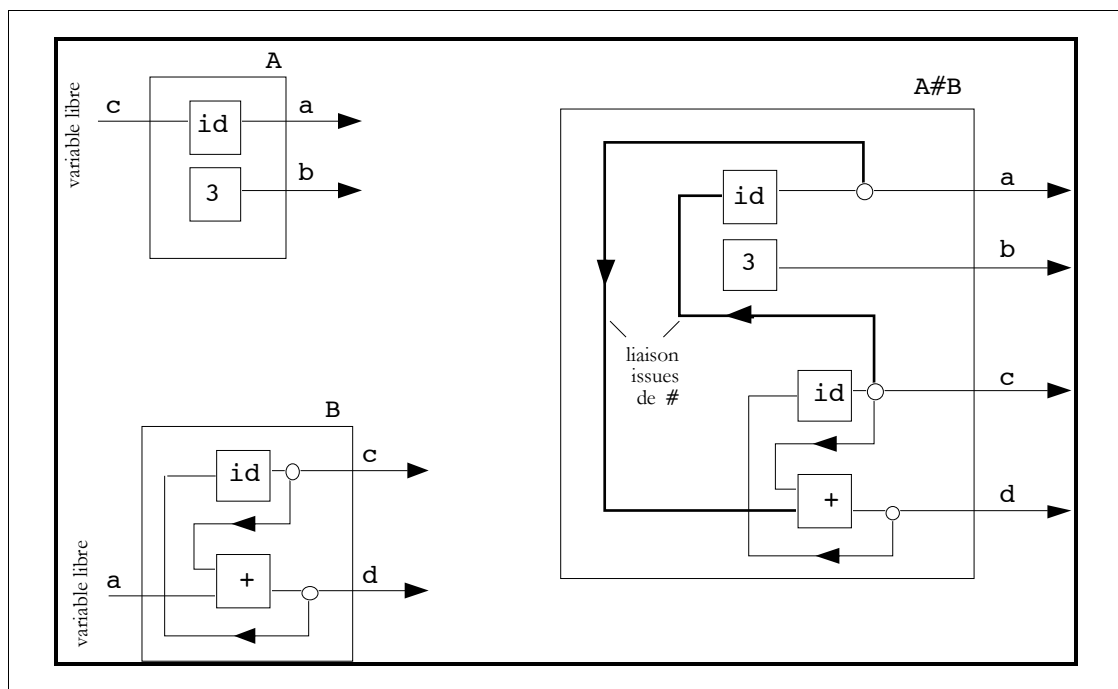 A
variable libre
c
id
a
3
b
B
variable libre
id
c
a
+
d
A#B
id
a
3
b
liaison
issues
de #
id
c
+
d